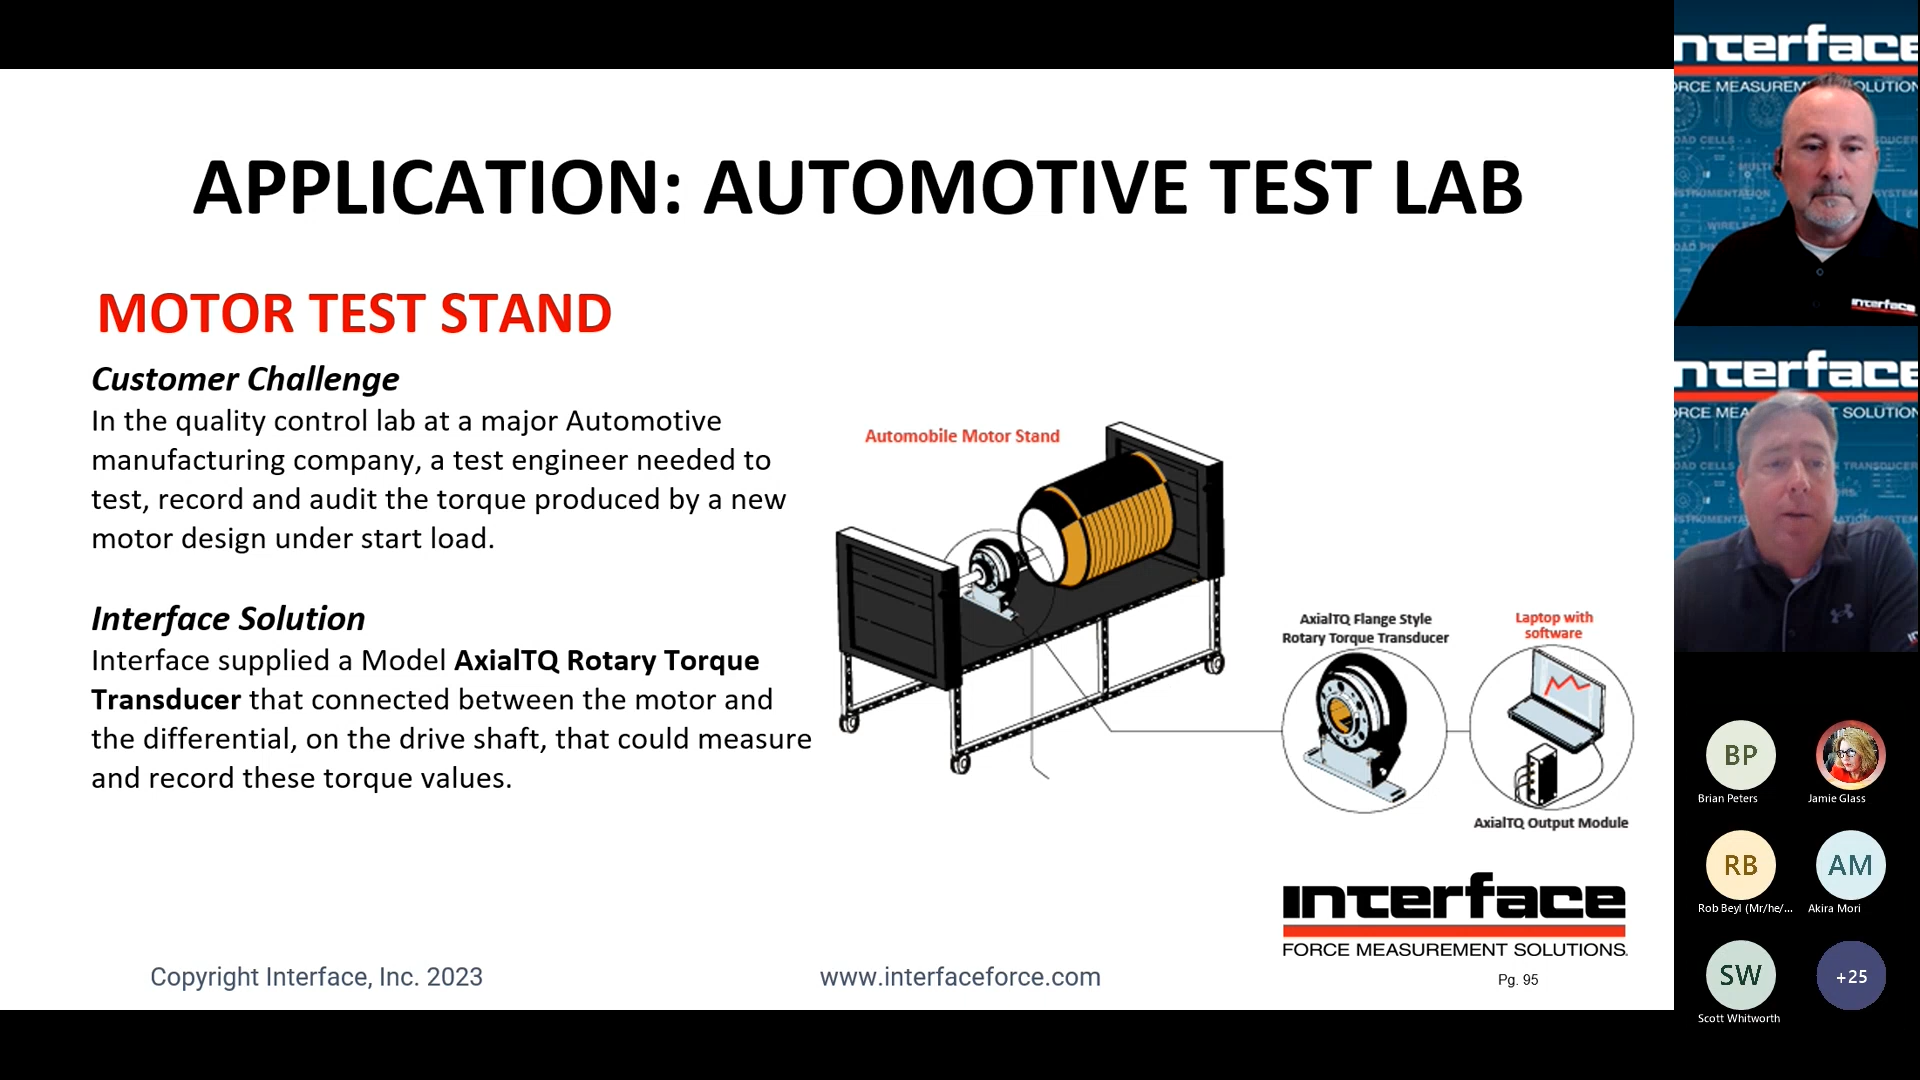 APPLICATION: AUTOMOTIVE TEST LAB
MOTOR TEST STAND
Customer Challenge
In the quality control lab at a major Automotive
manufacturing company, a test engineer needed to
test, record and audit the torque produced by a new
motor design under start load.
Interface Solution
Interface supplied a Model AxialTQ Rotary Torque
Transducer that connected between the motor and
the differential, on the drive shaft, that could measure
and record these torque values.
Automobile Motor Stand
AxialTQ Flange Style
Rotary Torque Transducer
Laptop with
software
AxialTQ Output Module
Interface
FORCE MEASUREMENT SOLUTIONS.
Copyright Interface, Inc. 2023
www.interfaceforce.com
Pg. 95
interface
Interface
BP
Brian Peters
Jamie Glass
RB
Rob Beyl (Mr/he/...
AM
Akira Mori
SW
Scott Whitworth
+25